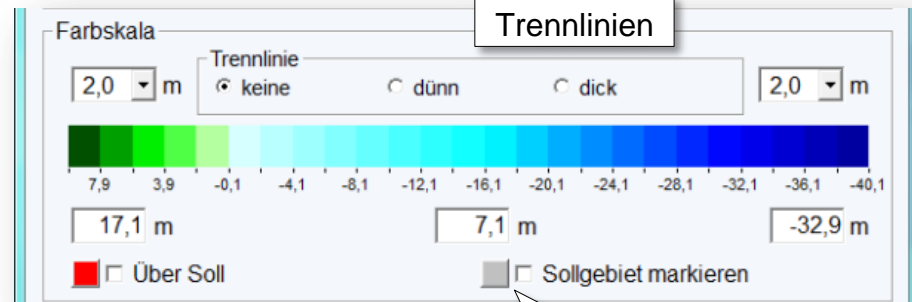 Trennlinien
Farbskala
Trennlinie
2,0 m keine dünn dick 2,0 m
7,9 3,9 -0,1 -4,1 -8,1 -12,1 -16,1 -20,1 -24,1 -28,1 -32,1 -36,1 -40,1
17,1 m 7,1 m -32,9 m
Über Soll Sollgebiet markieren